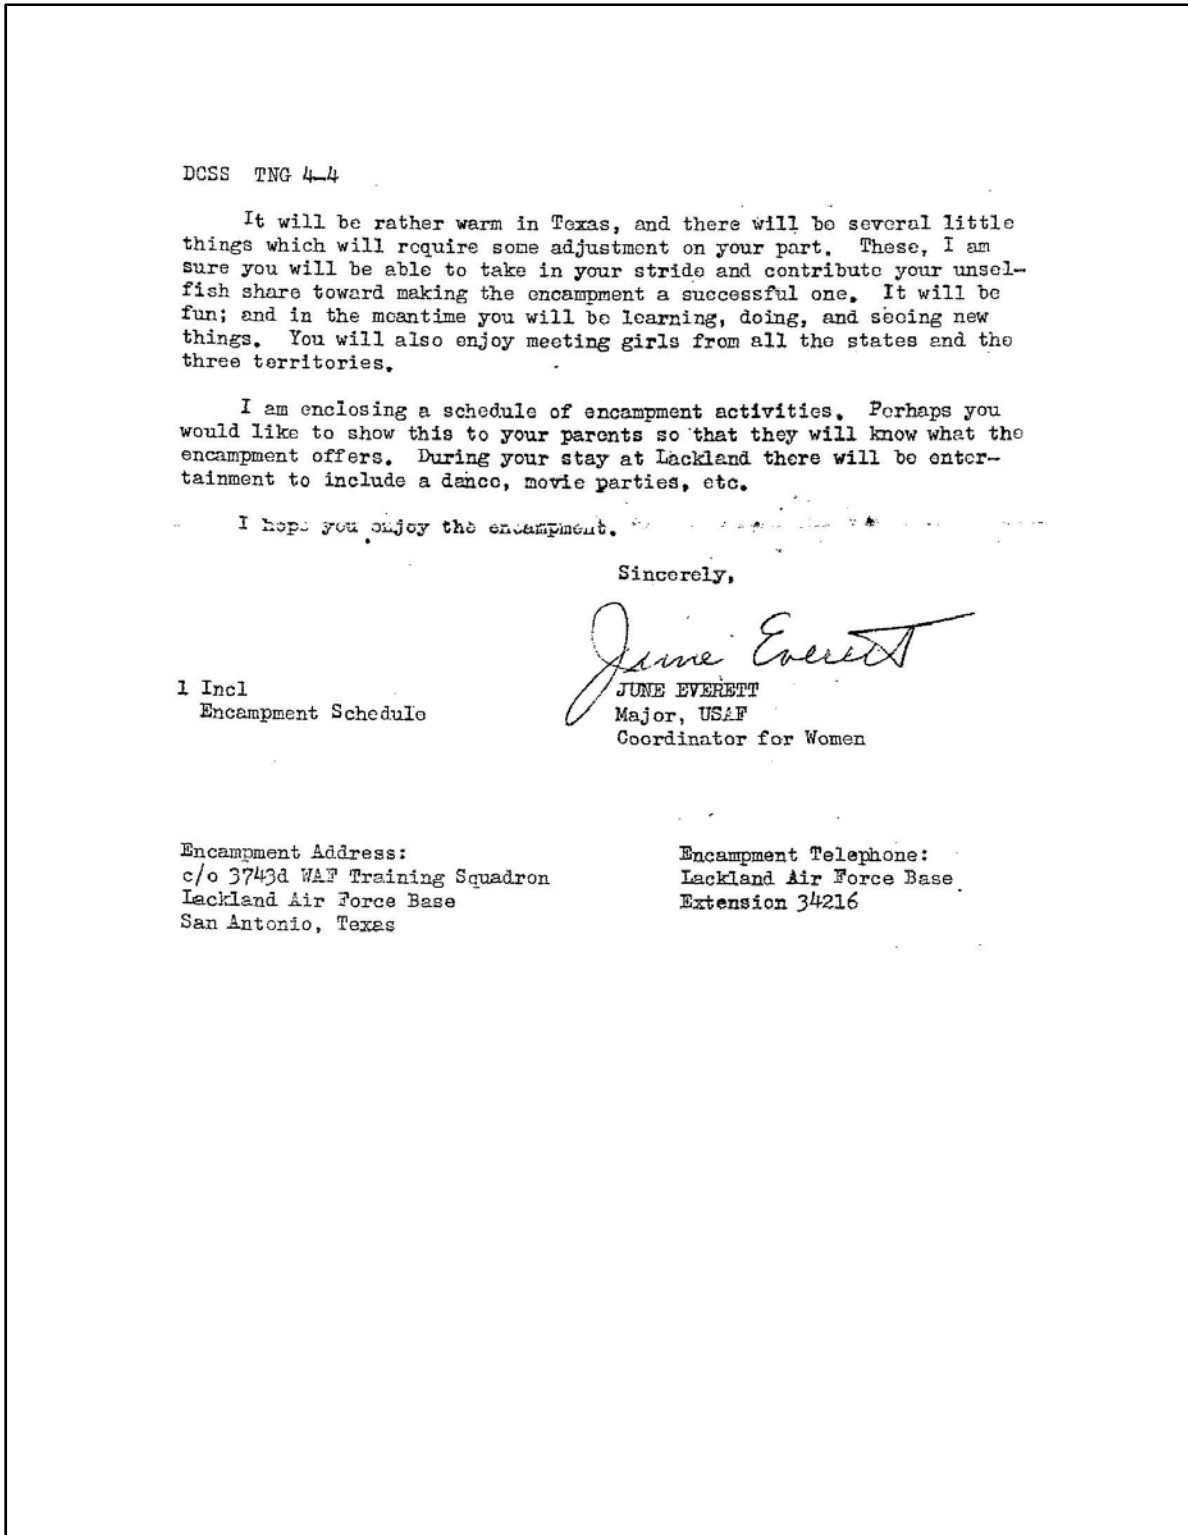 DCSS TNG 4-4
It will be rather warm in Texas, and there will be several little
things which will require some adjustment on your part. These, I am
sure you will be able to take in your stride and contribute your unsel-
fish share toward making the encampment a successful one. It will be
fun; and in the meantime you will be learning, doing, and seeing new
things. You will also enjoy meeting girls from all the states and the
three territories.
I am enclosing a schedule of encampment activities. Perhaps you
would like to show this to your parents so that they will know what the
encampment offers. During your stay at Lackland there will be enter-
tainment to include a dance, movie parties, etc.
I hope you enjoy the encampment.
Sincerely,
June Everett
JUNE EVERETT
Major, USAF
Coordinator for Women
1 Incl
Encampment Schedule
Encampment Address:
c/o 3743d WAF Training Squadron
Lackland Air Force Base
San Antonio, Texas
Encampment Telephone:
Lackland Air Force Base
Extension 34216